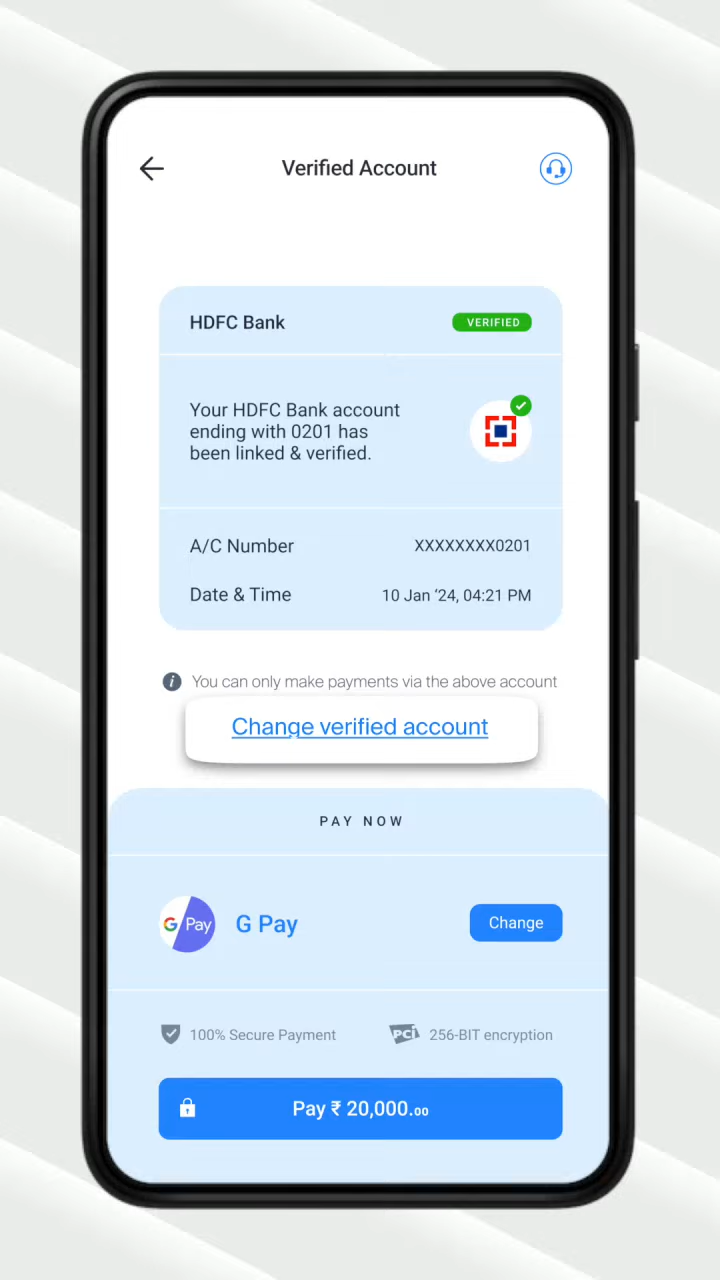 Verified Account
HDFC Bank
VERIFIED
Your HDFC Bank account
ending with 0201 has
been linked & verified.
A/C Number XXXXXXXX0201
Date & Time 10 Jan ‘24, 04:21 PM
i You can only make payments via the above account
Change verified account
PAY NOW
G Pay G Pay Change
100% Secure Payment PCI 256-BIT encryption
Pay ₹ 20,000.00